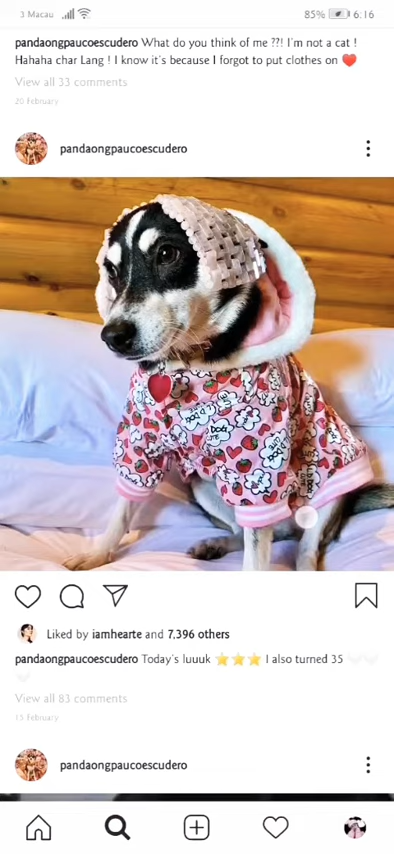 3 Macau 85% 6:16
pandaongpaucoescudero What do you think of me ??! I'm not a cat !
Hahaha char Lang ! I know it's because I forgot to put clothes on ❤️
View all 33 comments
20 February
pandaongpaucoescudero
Liked by iamhearte and 7,396 others
pandaongpaucoescudero Today's luuuk ⭐⭐⭐ I also turned 35 🤍🤍
🤍
View all 83 comments
15 February
pandaongpaucoescudero